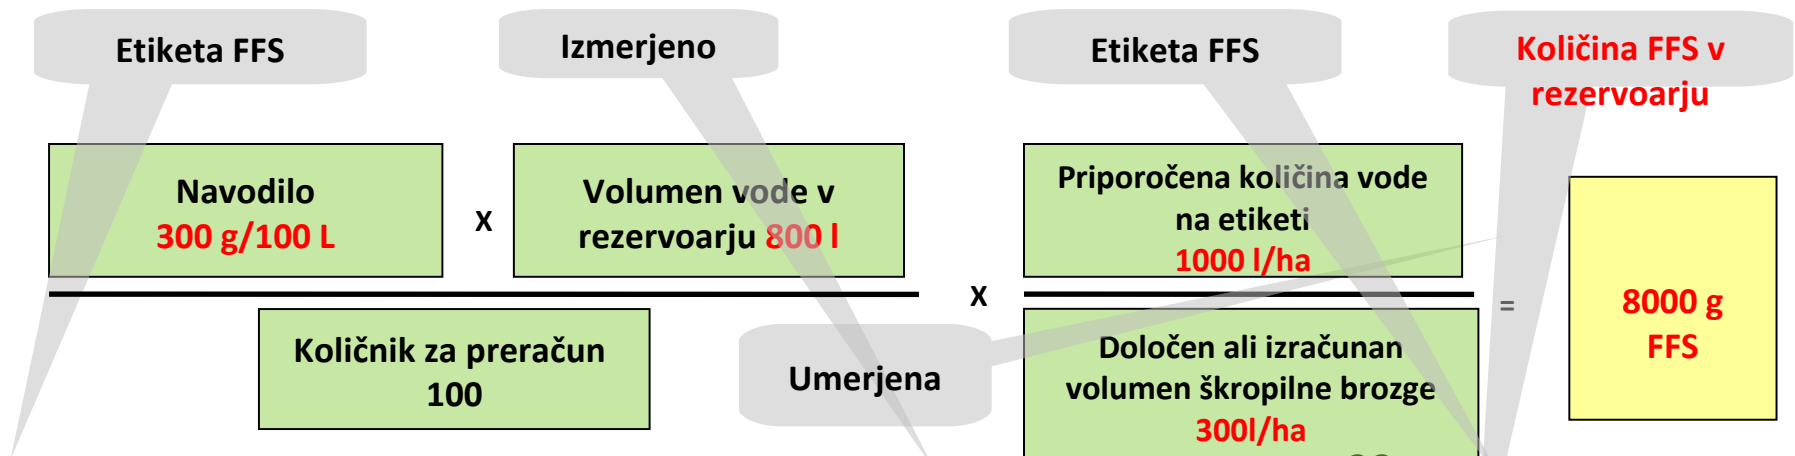 Etiketa FFS
Izmerjeno
Etiketa FFS
Količina FFS v
rezervoarju
Navodilo
300 g/100 L
X
Volumen vode v
rezervoarju 800 l
X
Priporočena količina vode
na etiketi
1000 l/ha
=
8000 g
FFS
Količnik za preračun
100
Umerjena
Določen ali izračunan
volumen škropilne brozge
300l/ha